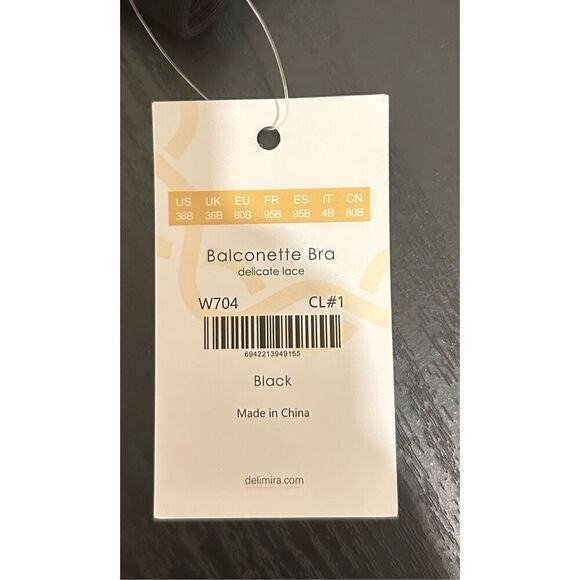 US UK EU FR ES IT CN
36B 36B 80B 95B 95B 4B 80B
Balconette Bra
delicate lace
W704 CL#1
6942213949155
Black
Made in China
delimira.com